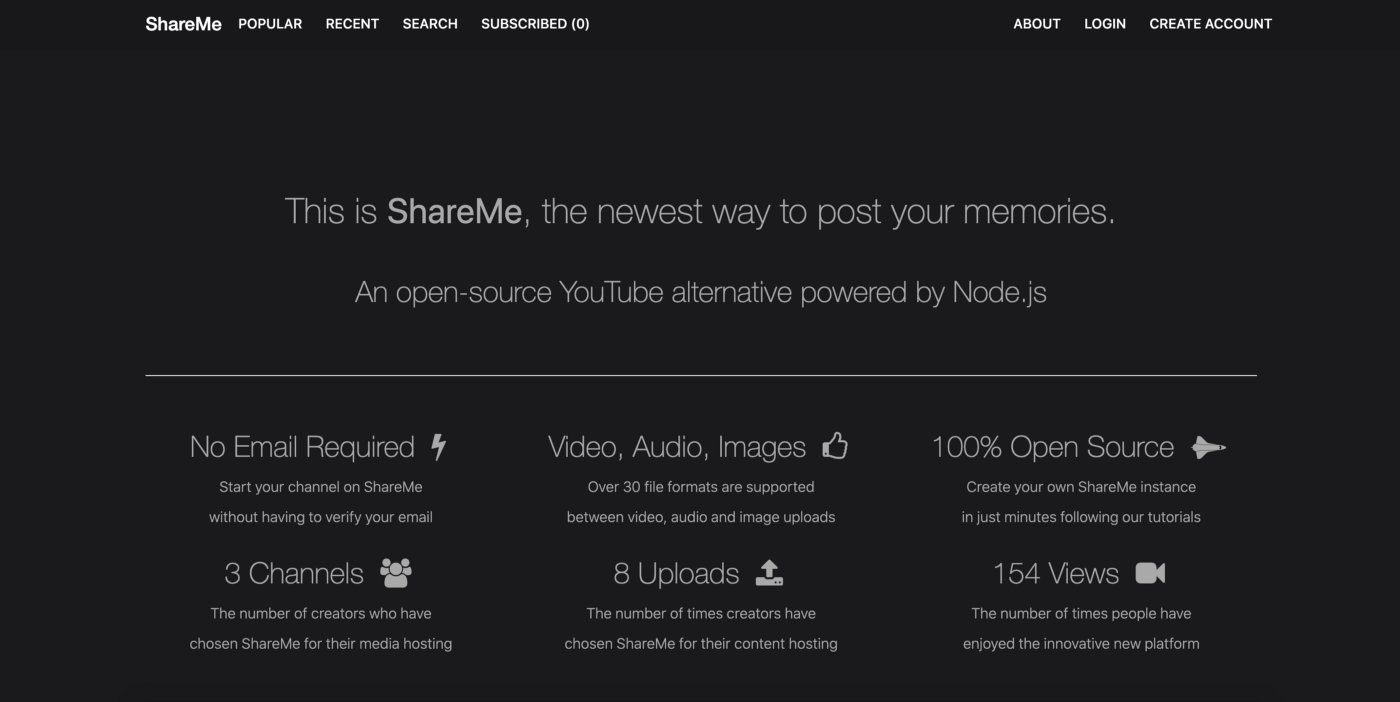 ShareMe POPULAR RECENT SEARCH SUBSCRIBED (0) ABOUT LOGIN CREATE ACCOUNT
This is ShareMe, the newest way to post your memories.
An open-source YouTube alternative powered by Node.js
No Email Required
Start your channel on ShareMe
without having to verify your email
Video, Audio, Images
Over 30 file formats are supported
between video, audio and image uploads
100% Open Source
Create your own ShareMe instance
in just minutes following our tutorials
3 Channels
The number of creators who have
chosen ShareMe for their media hosting
8 Uploads
The number of times creators have
chosen ShareMe for their content hosting
154 Views
The number of times people have
enjoyed the innovative new platform